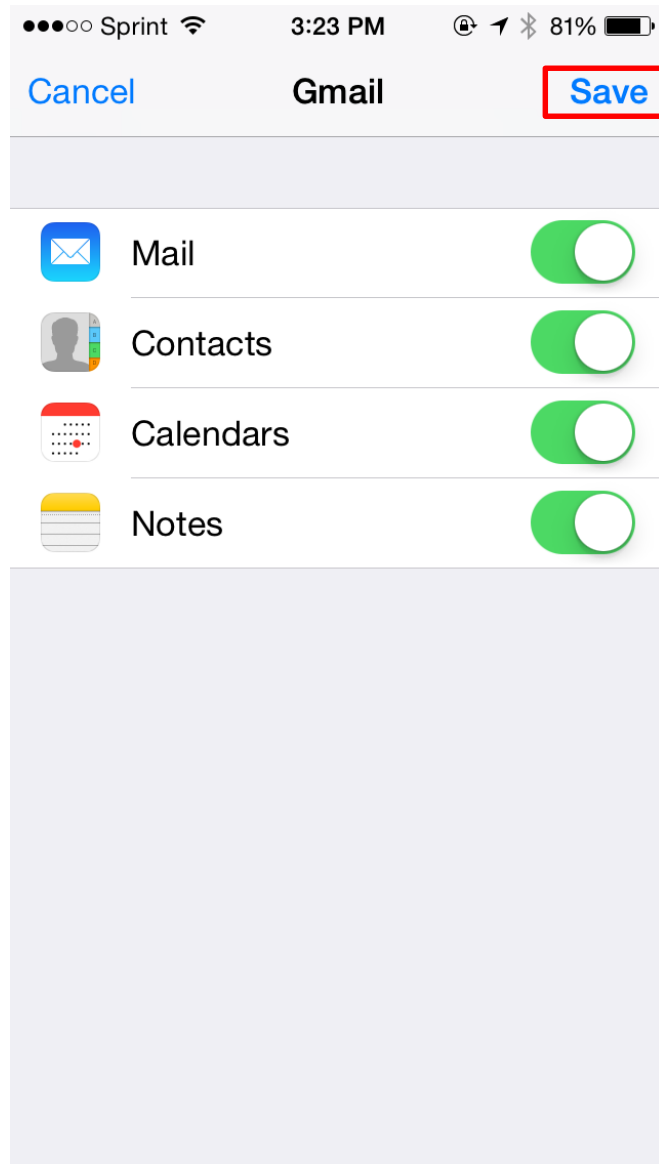 Sprint 3:23 PM 81%
Cancel Gmail Save
Mail
Contacts
Calendars
Notes